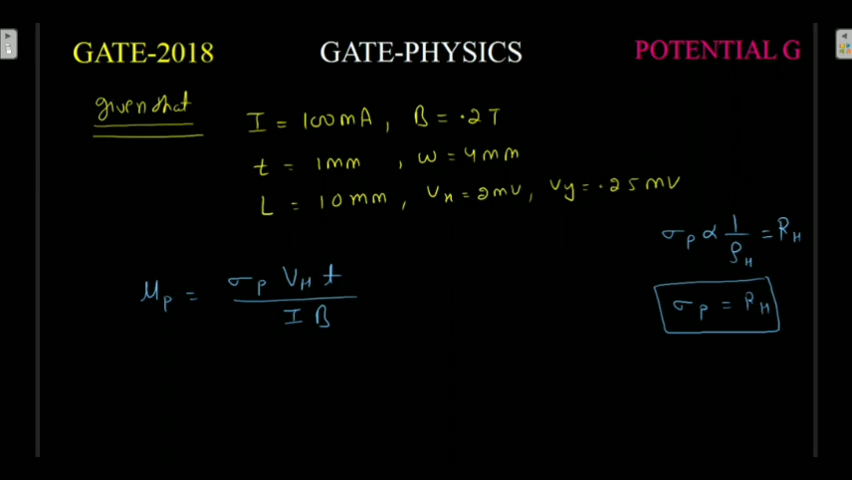 GATE-2018 GATE-PHYSICS POTENTIAL G
given that
I = 100mA, B = .2T
t = 1mm, w = 4mm
L = 10mm, Vx = 2mV, Vy = .25mV
σP ∝ 1/ρH = RH
μP = σP VH t / I B
σP = RH